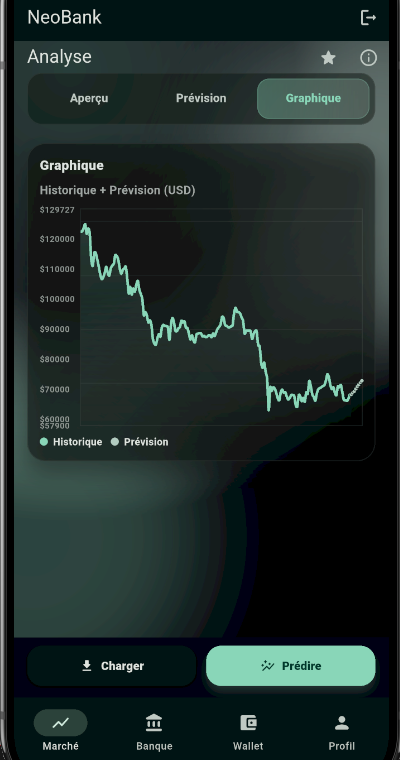 NeoBank
Analyse
Aperçu Prévision Graphique
Graphique
Historique + Prévision (USD)
$129727
$120000
$110000
$100000
$90000
$80000
$70000
$60000
$57900
Historique Prévision
Charger Prédire
Marché Banque Wallet Profil